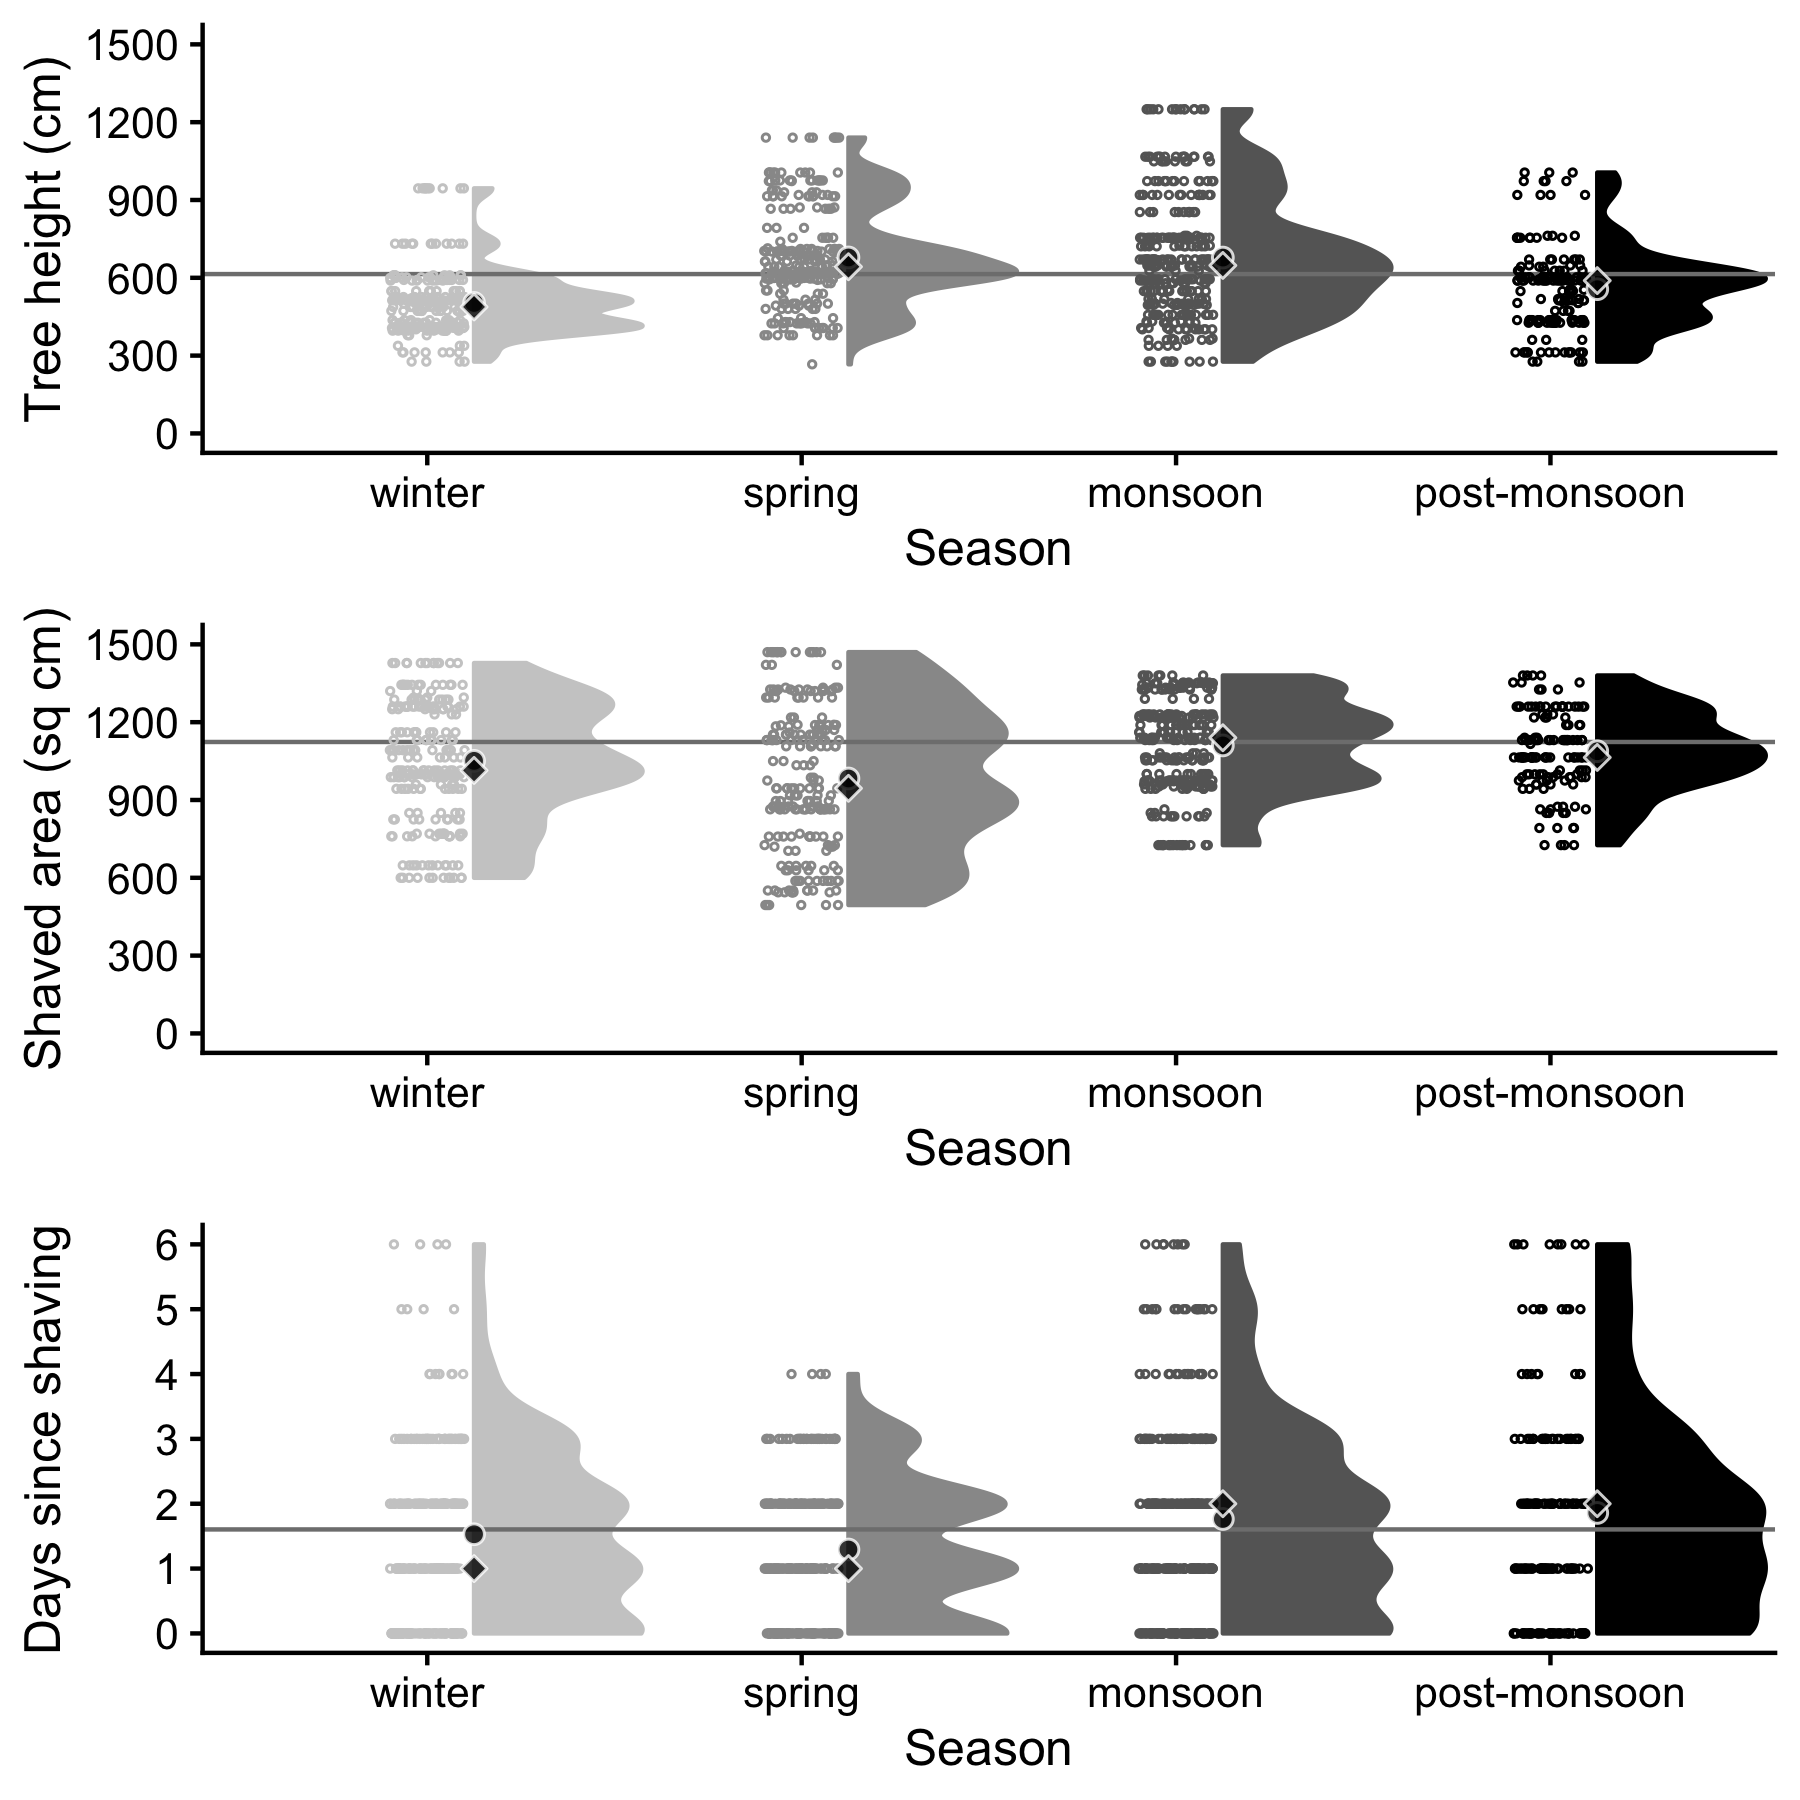 Tree height (cm)
1500
1200
900
600
300
0
winter spring monsoon post-monsoon
Season
Shaved area (sq cm)
1500
1200
900
600
300
0
winter spring monsoon post-monsoon
Season
Days since shaving
6
5
4
3
2
1
0
winter spring monsoon post-monsoon
Season